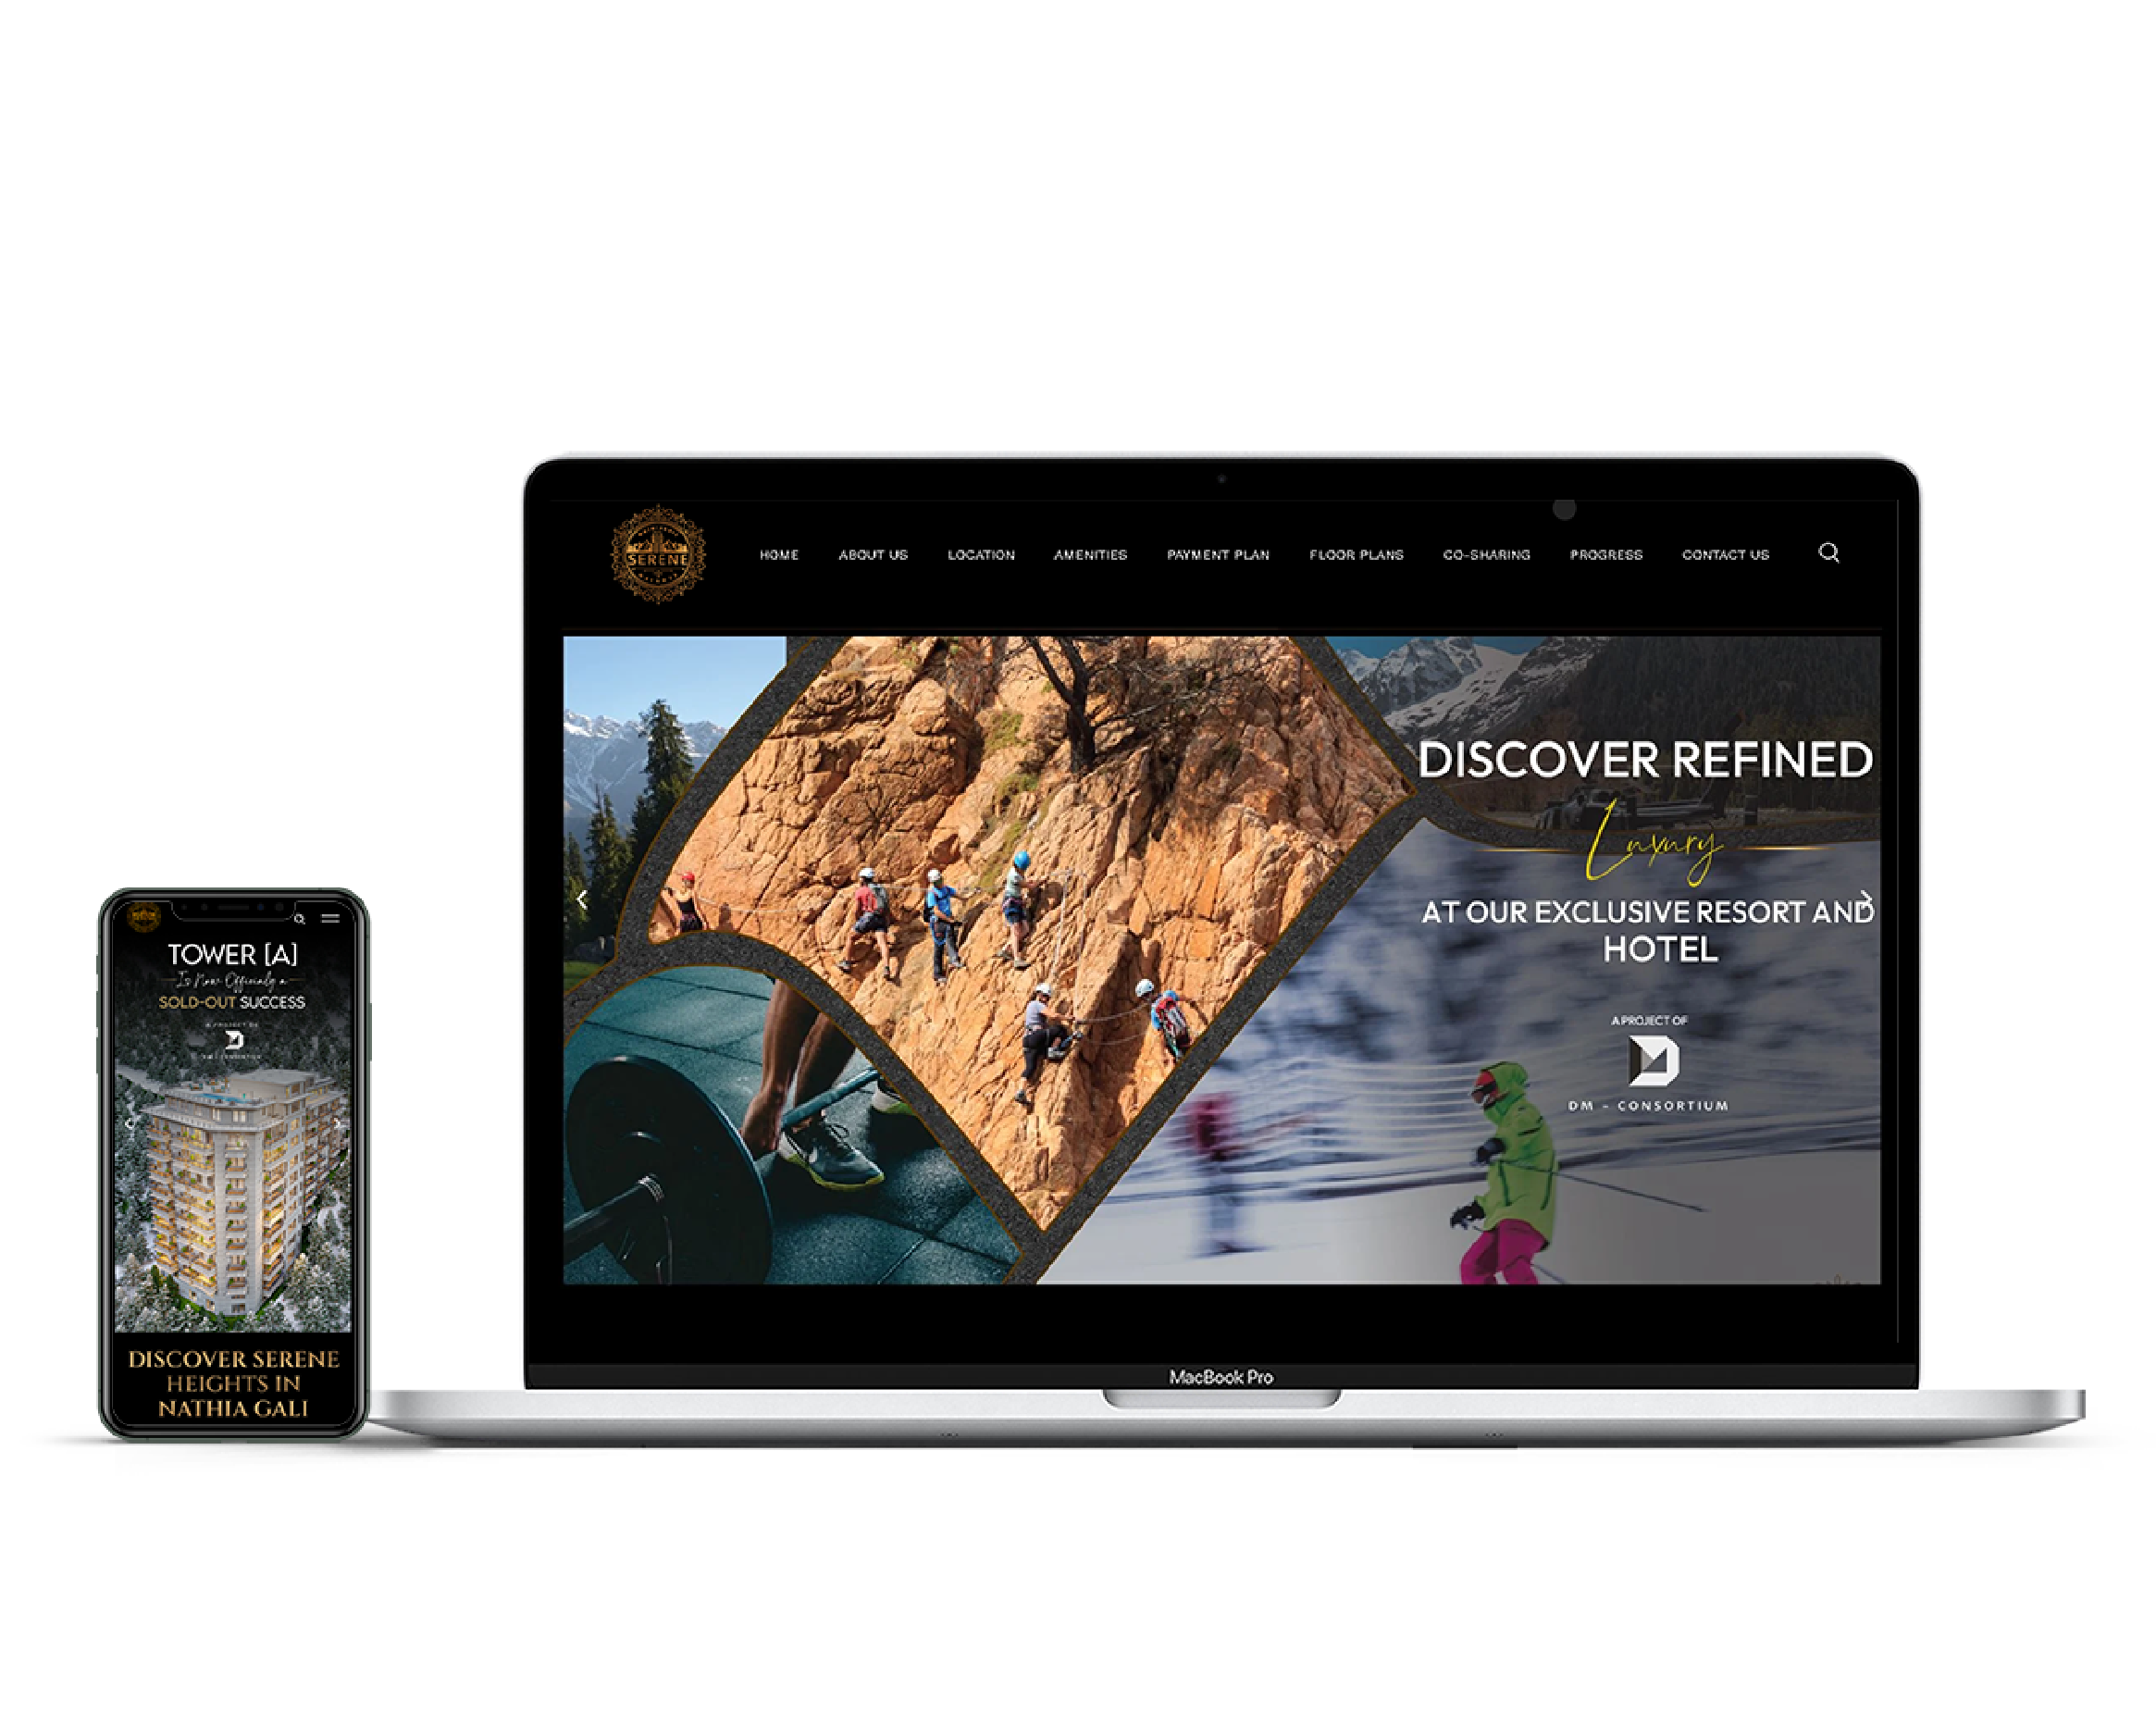 SERENE
HOME ABOUT US LOCATION AMENITIES PAYMENT PLAN FLOOR PLANS CO-SHARING PROGRESS CONTACT US
DISCOVER REFINED
Luxury
AT OUR EXCLUSIVE RESORT AND
HOTEL
A PROJECT OF
DM - CONSORTIUM
MacBook Pro
TOWER [A]
Is Now Officially a
SOLD-OUT SUCCESS
A PROJECT OF
DM - CONSORTIUM
DISCOVER SERENE
HEIGHTS IN
NATHIA GALI